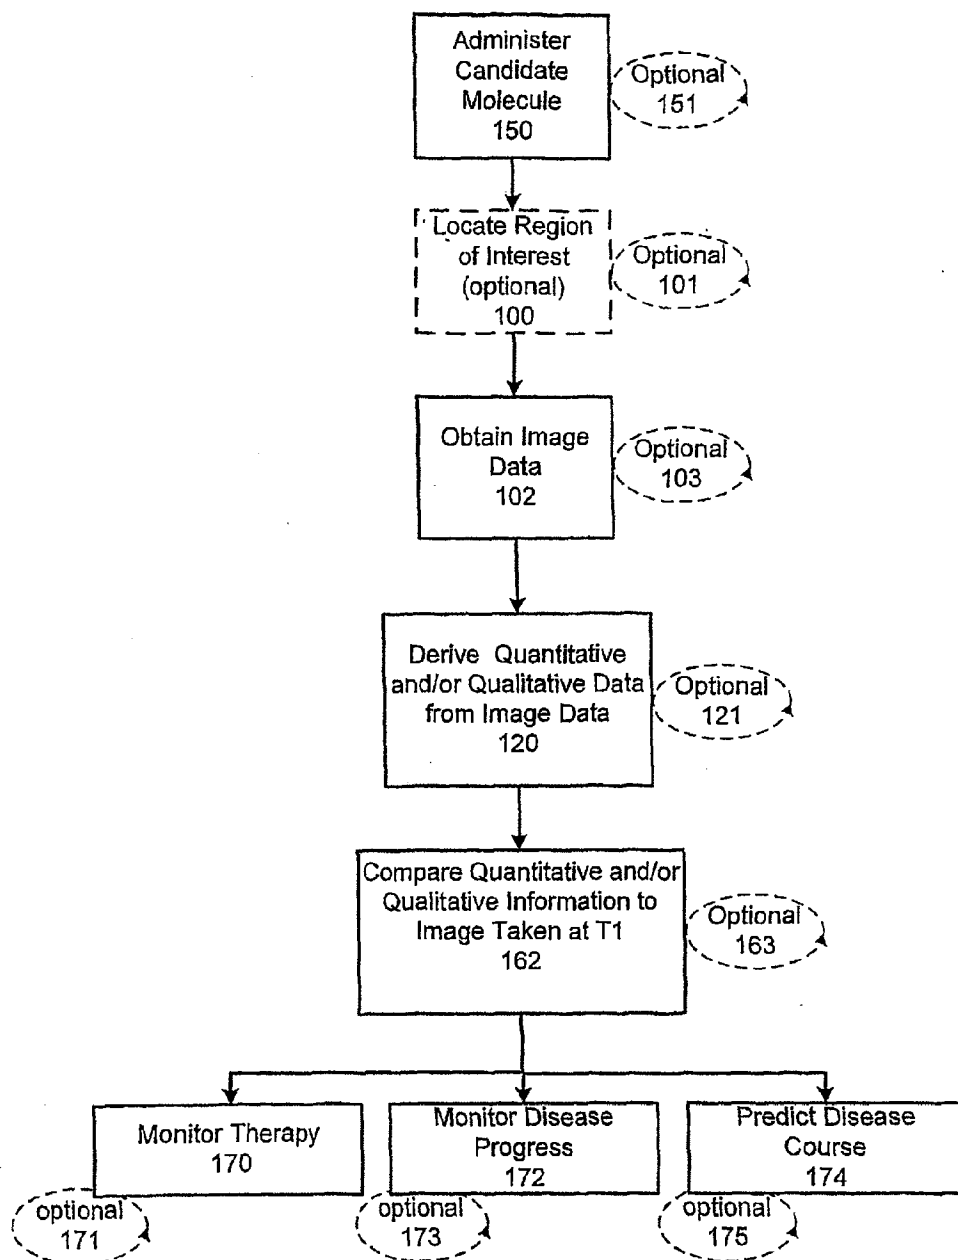 Administer
Candidate
Molecule
150
Optional
151
Locate Region
of Interest
(optional)
100
Optional
101
Obtain Image
Data
102
Optional
103
Derive Quantitative
and/or Qualitative Data
from Image Data
120
Optional
121
Compare Quantitative and/or
Qualitative Information to
Image Taken at T1
162
Optional
163
Monitor Therapy
170
optional
171
Monitor Disease
Progress
172
optional
173
Predict Disease
Course
174
optional
175